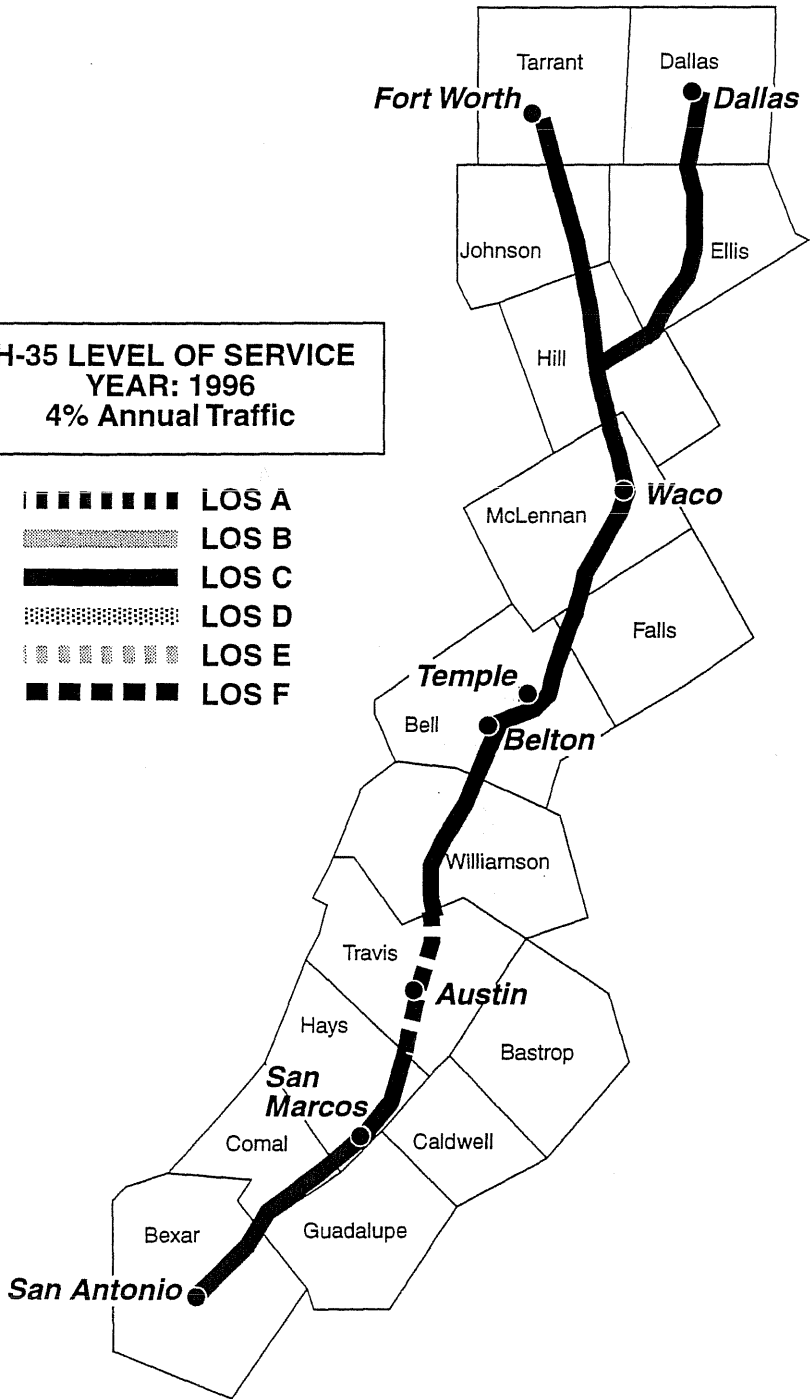 Tarrant
Dallas
Fort Worth
Dallas
Johnson
Ellis
H-35 LEVEL OF SERVICE
YEAR: 1996
4% Annual Traffic
Hill
LOS A
LOS B
LOS C
LOS D
LOS E
LOS F
Waco
McLennan
Falls
Temple
Bell
Belton
Williamson
Travis
Austin
Hays
Bastrop
San
Marcos
Comal
Caldwell
Bexar
Guadalupe
San Antonio